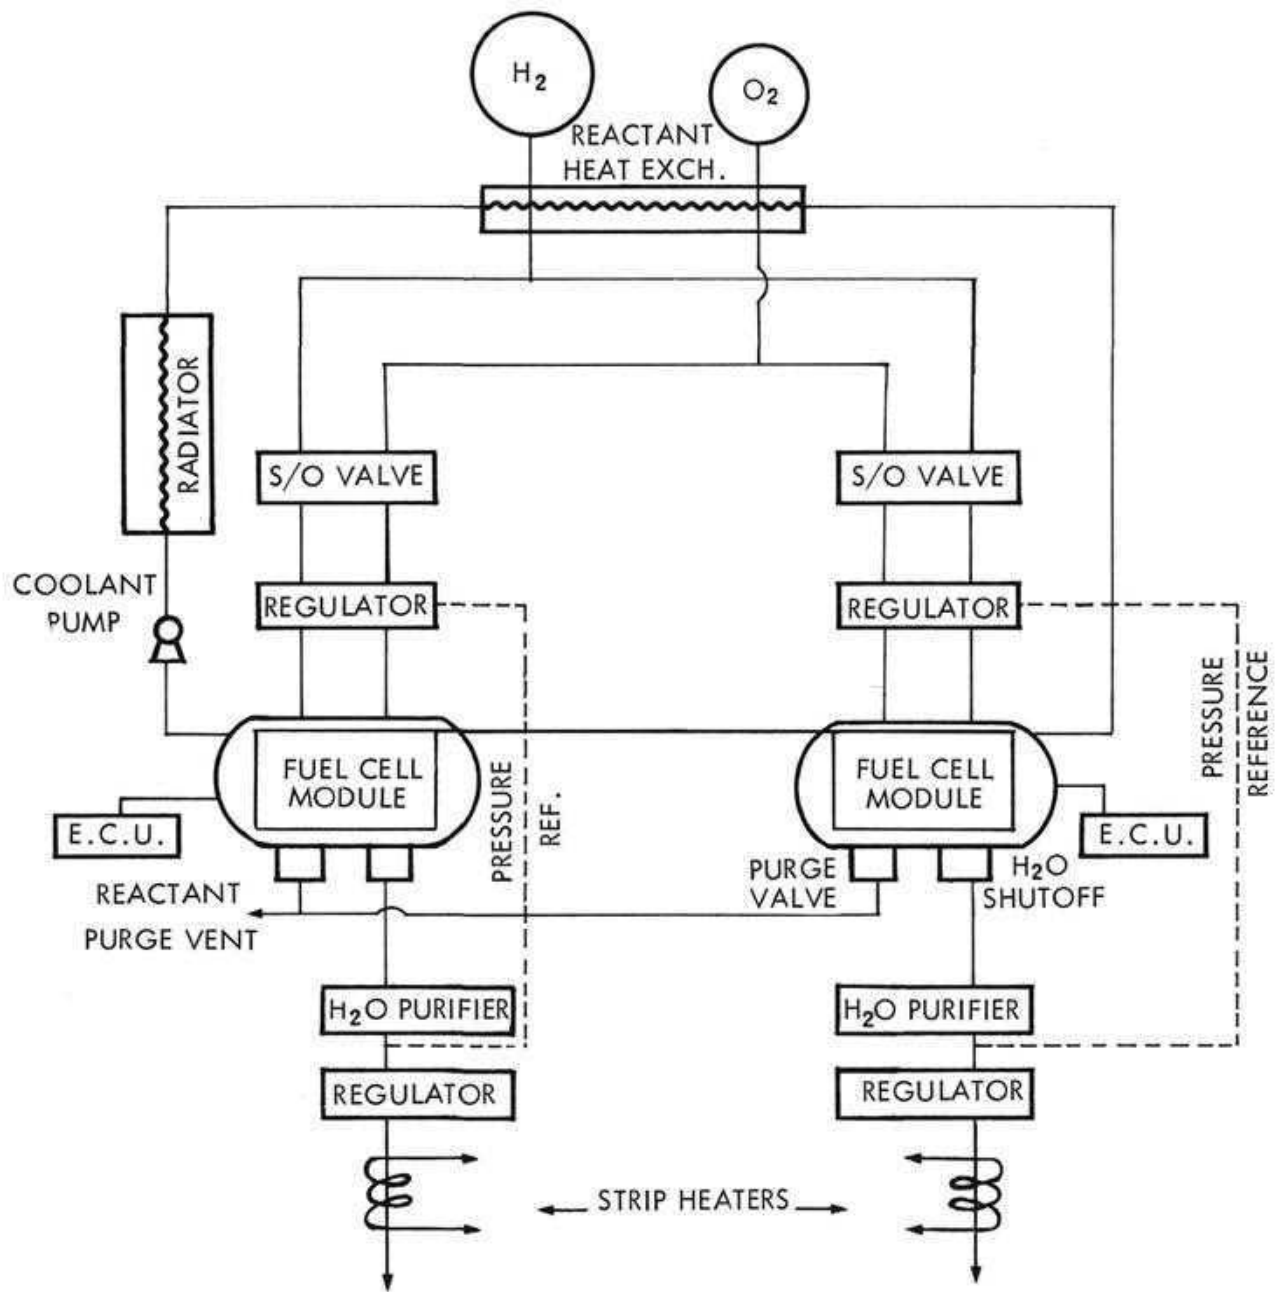 H2
O2
REACTANT
HEAT EXCH.
RADIATOR
S/O VALVE
S/O VALVE
COOLANT
PUMP
REGULATOR
REGULATOR
PRESSURE
REFERENCE
FUEL CELL
MODULE
FUEL CELL
MODULE
PRESSURE
REF.
E.C.U.
E.C.U.
REACTANT
PURGE VENT
PURGE
VALVE
H2O
SHUTOFF
H2O PURIFIER
H2O PURIFIER
REGULATOR
REGULATOR
STRIP HEATERS